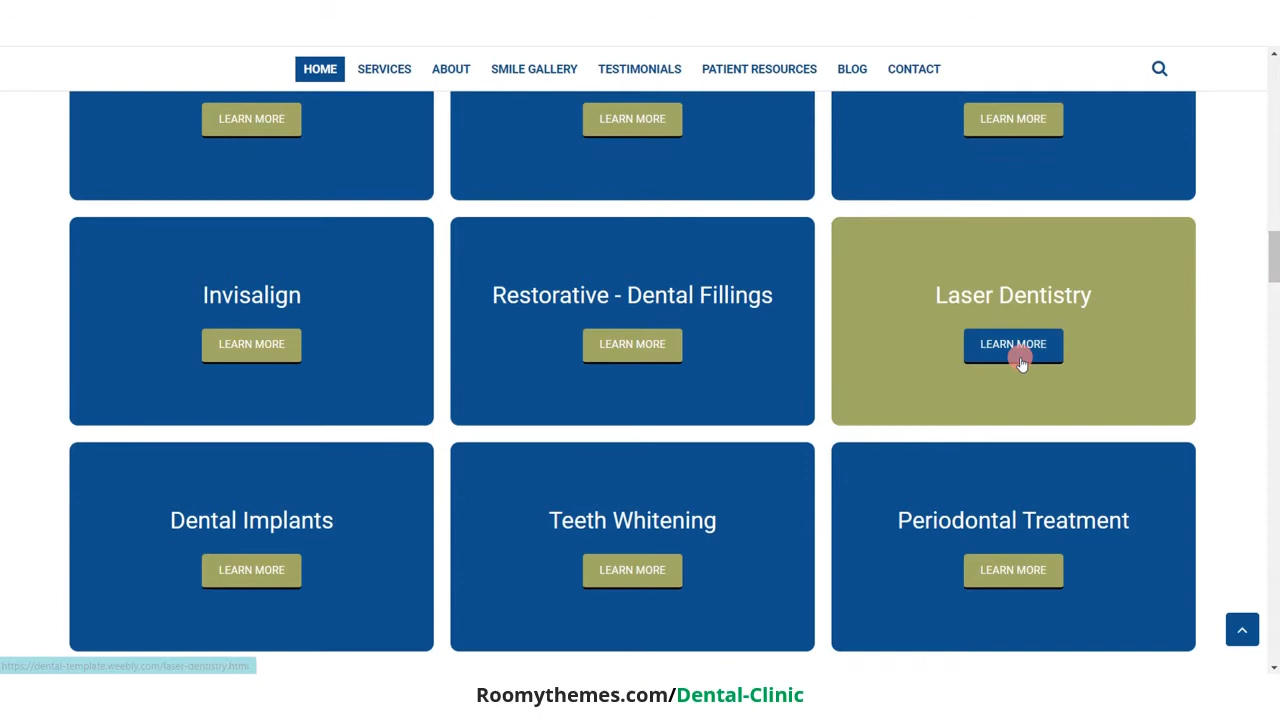 HOME SERVICES ABOUT SMILE GALLERY TESTIMONIALS PATIENT RESOURCES BLOG CONTACT
LEARN MORE LEARN MORE LEARN MORE
Invisalign Restorative - Dental Fillings Laser Dentistry
LEARN MORE LEARN MORE LEARN MORE
Dental Implants Teeth Whitening Periodontal Treatment
LEARN MORE LEARN MORE LEARN MORE
https://dental-template.weebly.com/laser-dentistry.html
Roomythemes.com/Dental-Clinic